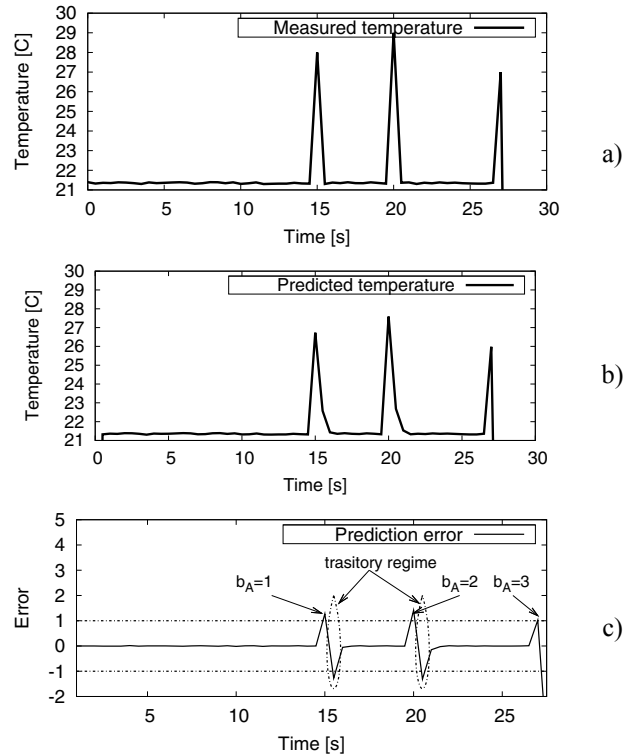 30
29
28
27
26
25
24
23
22
21
Temperature [C]
Measured temperature
0 5 10 15 20 25 30
Time [s]
a)
30
29
28
27
26
25
24
23
22
21
Temperature [C]
Predicted temperature
0 5 10 15 20 25 30
Time [s]
b)
5
4
3
2
1
0
-1
-2
Error
Prediction error
trasitory regime
b_A=1
b_A=2
b_A=3
5 10 15 20 25
Time [s]
c)